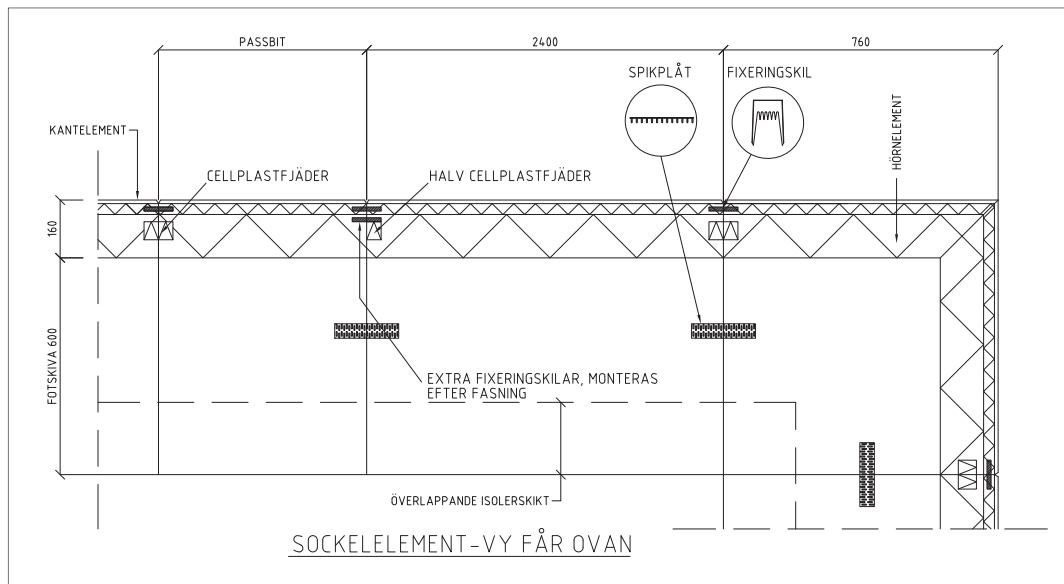 PASSBIT
2400
760
SPIKPLÅT
FIXERINGSKIL
KANTELEMENT
HÖRNELEMENT
CELLPLASTFJÄDER
HALV CELLPLASTFJÄDER
160
FOTSKIVA 600
EXTRA FIXERINGSKILAR, MONTERAS
EFTER FASNING
ÖVERLAPPANDE ISOLERSKIKT
SOCKELELEMENT-VY FÅR OVAN